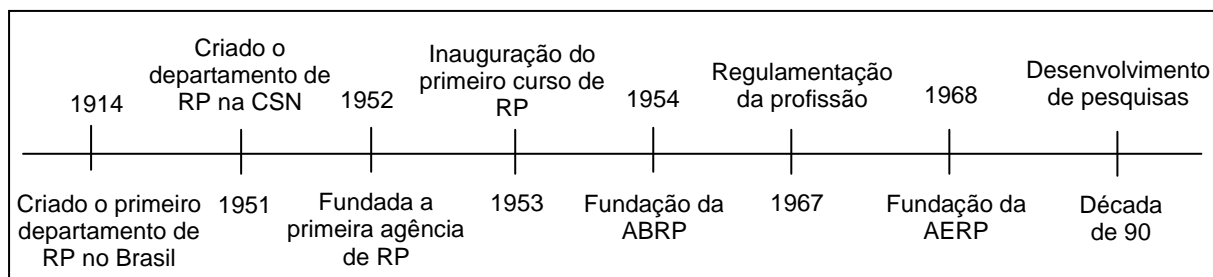 1914
Criado o primeiro
departamento de
RP no Brasil
Criado o
departamento de
RP na CSN
1951
1952
Fundada a
primeira agência
de RP
Inauguração do
primeiro curso de
RP
1953
1954
Fundação da
ABRP
Regulamentação
da profissão
1967
1968
Fundação da
AERP
Desenvolvimento
de pesquisas
Década
de 90